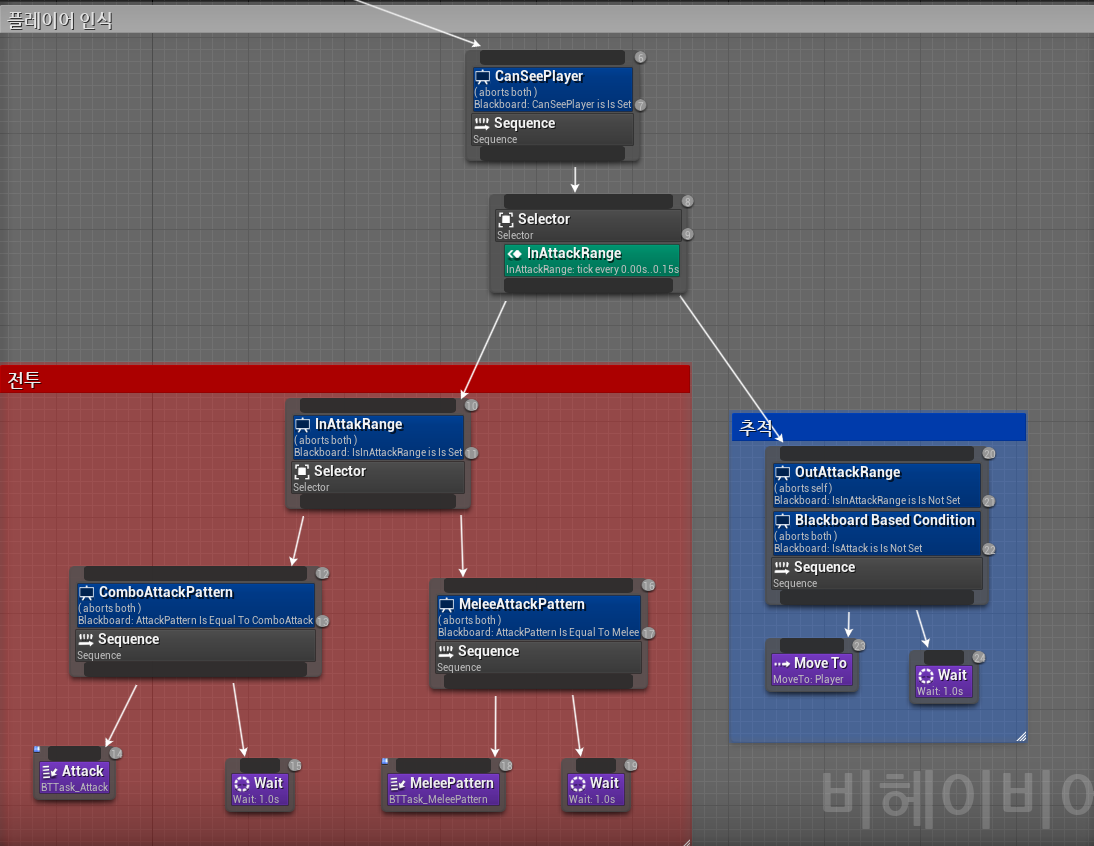 플레이어 인식
6
CanSeePlayer
( aborts both )
Blackboard: CanSeePlayer is Is Set
7
Sequence
Sequence
8
Selector
Selector
9
InAttackRange
InAttackRange: tick every 0.00s..0.15s
전투
10
InAttakRange
( aborts both )
Blackboard: IsInAttackRange is Is Set
11
Selector
Selector
추적
20
OutAttackRange
( aborts self )
Blackboard: IsInAttackRange is Is Not Set
21
Blackboard Based Condition
( aborts both )
Blackboard: IsAttack is Is Not Set
22
Sequence
Sequence
12
ComboAttackPattern
( aborts both )
Blackboard: AttackPattern Is Equal To ComboAttack
13
Sequence
Sequence
16
MeleeAttackPattern
( aborts both )
Blackboard: AttackPattern Is Equal To Melee
17
Sequence
Sequence
23
Move To
MoveTo: Player
24
Wait
Wait: 1.0s
14
Attack
BTTask_Attack
15
Wait
Wait: 1.0s
18
MeleePattern
BTTask_MeleePattern
19
Wait
Wait: 1.0s
비헤이비어